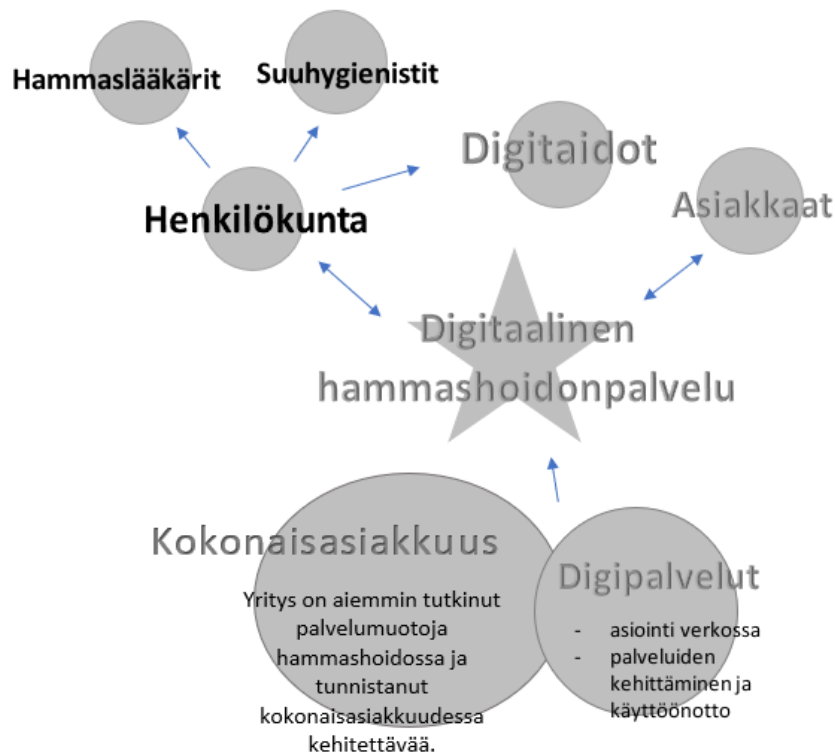 Hammaslääkärit
Suuhygienistit
Digitaidot
Asiakkaat
Henkilökunta
Digitaalinen
hammashoidonpalvelu
Kokonaisasiakkuus
Yritys on aiemmin tutkinut
palvelumuotoja
hammashoidossa ja
tunnistanut
kokonaisasiakkuudessa
kehitettävää.
Digipalvelut
- asiointi verkossa
- palveluiden
kehittäminen ja
käyttöönotto